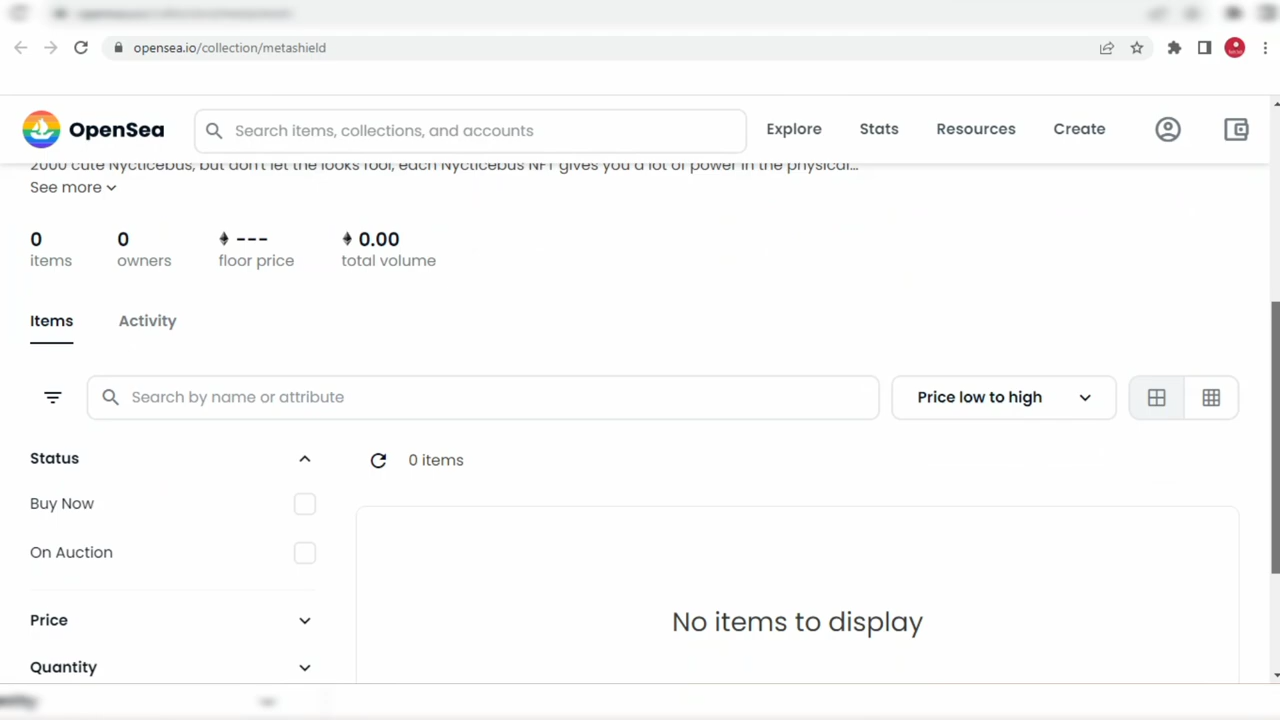 opensea.io/collection/metashield
OpenSea
Search items, collections, and accounts
Explore
Stats
Resources
Create
2000 cute Nycticebus, but don't let the looks fool, each Nycticebus NFT gives you a lot of power in the physical...
See more
0
items
0
owners
---
floor price
0.00
total volume
Items
Activity
Search by name or attribute
Price low to high
Status
0 items
Buy Now
On Auction
No items to display
Price
Quantity